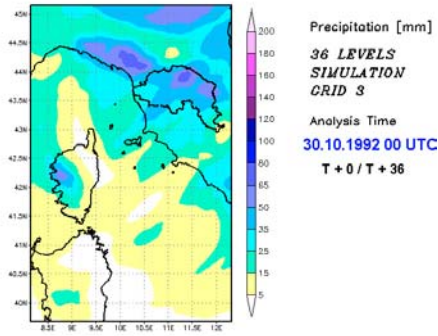 45N
44.5N
44N
43.5N
43N
42.5N
42N
41.5N
41N
40.5N
40N
8.5E 9E 9.5E 10E 10.5E 11E 11.5E 12E
200
180
160
140
120
100
80
65
50
35
25
15
5
Precipitation [mm]
36 LEVELS
SIMULATION
GRID 3
Analysis Time
30.10.1992 00 UTC
T + 0 / T + 36